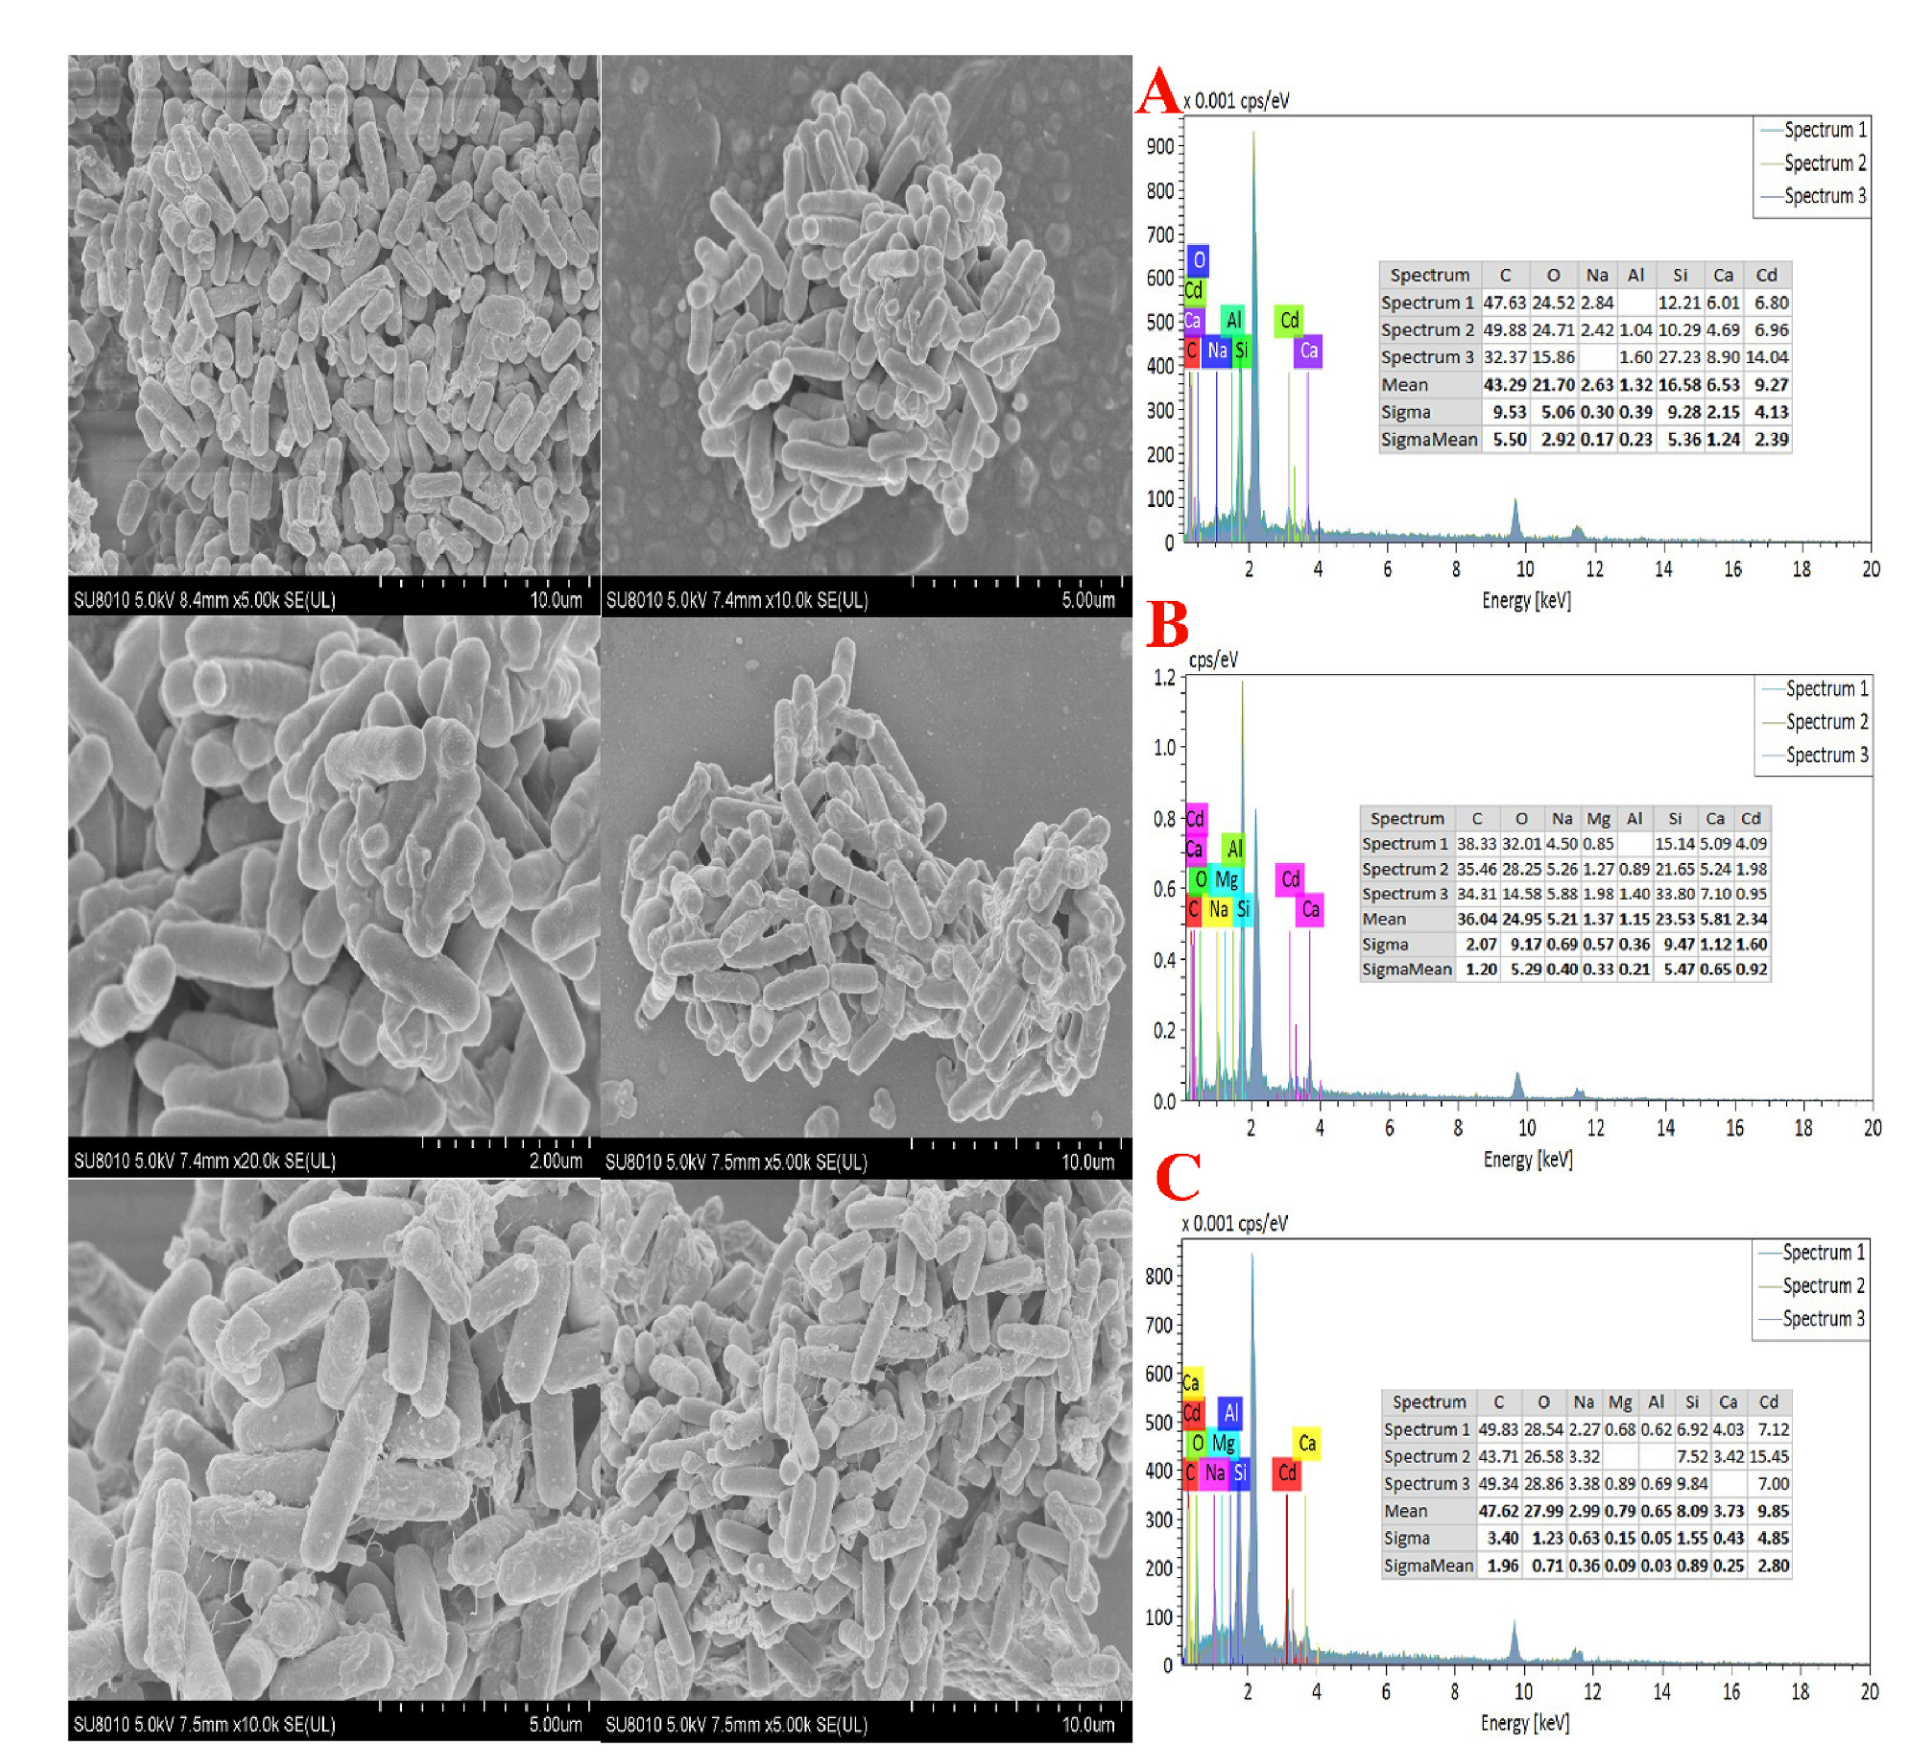 SU8010 5.0kV 8.4mm x5.00k SE(UL) 10.0um
SU8010 5.0kV 7.4mm x10.0k SE(UL) 5.00um
SU8010 5.0kV 7.4mm x20.0k SE(UL) 2.00um
SU8010 5.0kV 7.5mm x5.00k SE(UL) 10.0um
SU8010 5.0kV 7.5mm x10.0k SE(UL) 5.00um
SU8010 5.0kV 7.5mm x5.00k SE(UL) 10.0um
A
x 0.001 cps/eV
Spectrum 1
Spectrum 2
Spectrum 3
900
800
700
600
500
400
300
200
100
0
O
Cd
Ca Al Cd
C Na Si Ca
Spectrum C O Na Al Si Ca Cd
Spectrum 1 47.63 24.52 2.84 12.21 6.01 6.80
Spectrum 2 49.88 24.71 2.42 1.04 10.29 4.69 6.96
Spectrum 3 32.37 15.86 1.60 27.23 8.90 14.04
Mean 43.29 21.70 2.63 1.32 16.58 6.53 9.27
Sigma 9.53 5.06 0.30 0.39 9.28 2.15 4.13
SigmaMean 5.50 2.92 0.17 0.23 5.36 1.24 2.39
2 4 6 8 10 12 14 16 18 20
Energy [keV]
B
cps/eV
Spectrum 1
Spectrum 2
Spectrum 3
1.2
1.0
0.8
0.6
0.4
0.2
0.0
Cd
Ca Al
O Mg Cd
C Na Si Ca
Spectrum C O Na Mg Al Si Ca Cd
Spectrum 1 38.33 32.01 4.50 0.85 15.14 5.09 4.09
Spectrum 2 35.46 28.25 5.26 1.27 0.89 21.65 5.24 1.98
Spectrum 3 34.31 14.58 5.88 1.98 1.40 33.80 7.10 0.95
Mean 36.04 24.95 5.21 1.37 1.15 23.53 5.81 2.34
Sigma 2.07 9.17 0.69 0.57 0.36 9.47 1.12 1.60
SigmaMean 1.20 5.29 0.40 0.33 0.21 5.47 0.65 0.92
2 4 6 8 10 12 14 16 18 20
Energy [keV]
C
x 0.001 cps/eV
Spectrum 1
Spectrum 2
Spectrum 3
800
700
600
500
400
300
200
100
0
Ca
Cd Al
O Mg Ca
C Na Si Cd
Spectrum C O Na Mg Al Si Ca Cd
Spectrum 1 49.83 28.54 2.27 0.68 0.62 6.92 4.03 7.12
Spectrum 2 43.71 26.58 3.32 7.52 3.42 15.45
Spectrum 3 49.34 28.86 3.38 0.89 0.69 9.84 7.00
Mean 47.62 27.99 2.99 0.79 0.65 8.09 3.73 9.85
Sigma 3.40 1.23 0.63 0.15 0.05 1.55 0.43 4.85
SigmaMean 1.96 0.71 0.36 0.09 0.03 0.89 0.25 2.80
2 4 6 8 10 12 14 16 18 20
Energy [keV]